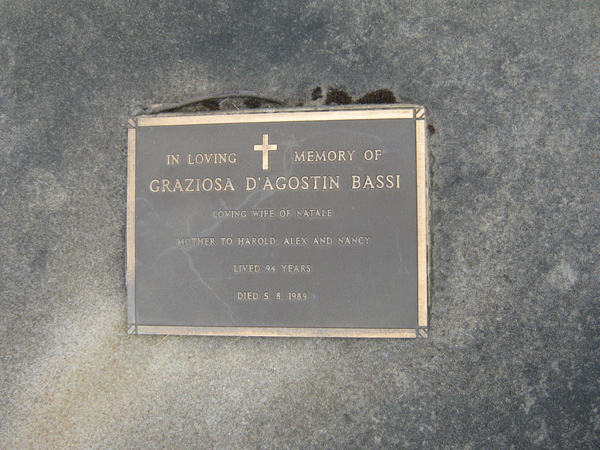 IN LOVING MEMORY OF
GRAZIOSA D'AGOSTIN BASSI
LOVING WIFE OF NATALE
MOTHER TO HAROLD, ALEX AND NANCY
LIVED 94 YEARS
DIED 5. 8. 1989